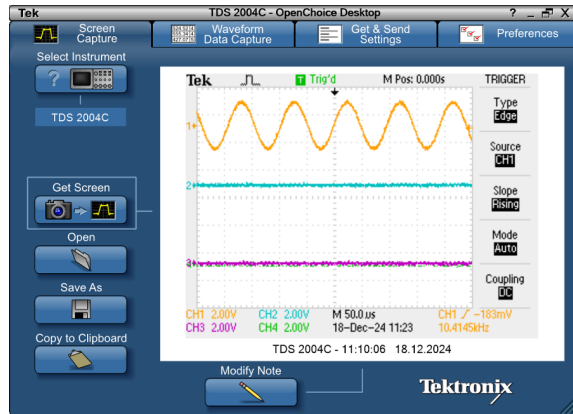 Tek TDS 2004C - OpenChoice Desktop ?
Screen Capture
Waveform Data Capture
Get & Send Settings
Preferences
Select Instrument
?
TDS 2004C
Get Screen
Open
Save As
Copy to Clipboard
Tek T Trig'd M Pos: 0.000s TRIGGER
Type
Edge
Source
CH1
Slope
Rising
Mode
Auto
Coupling
DC
1+
2+
3+
CH1 2.00V CH2 2.00V M 50.0µs CH1 -183mV
CH3 2.00V CH4 2.00V 18-Dec-24 11:23 10.4145kHz
TDS 2004C - 11:10:06 18.12.2024
Modify Note
Tektronix